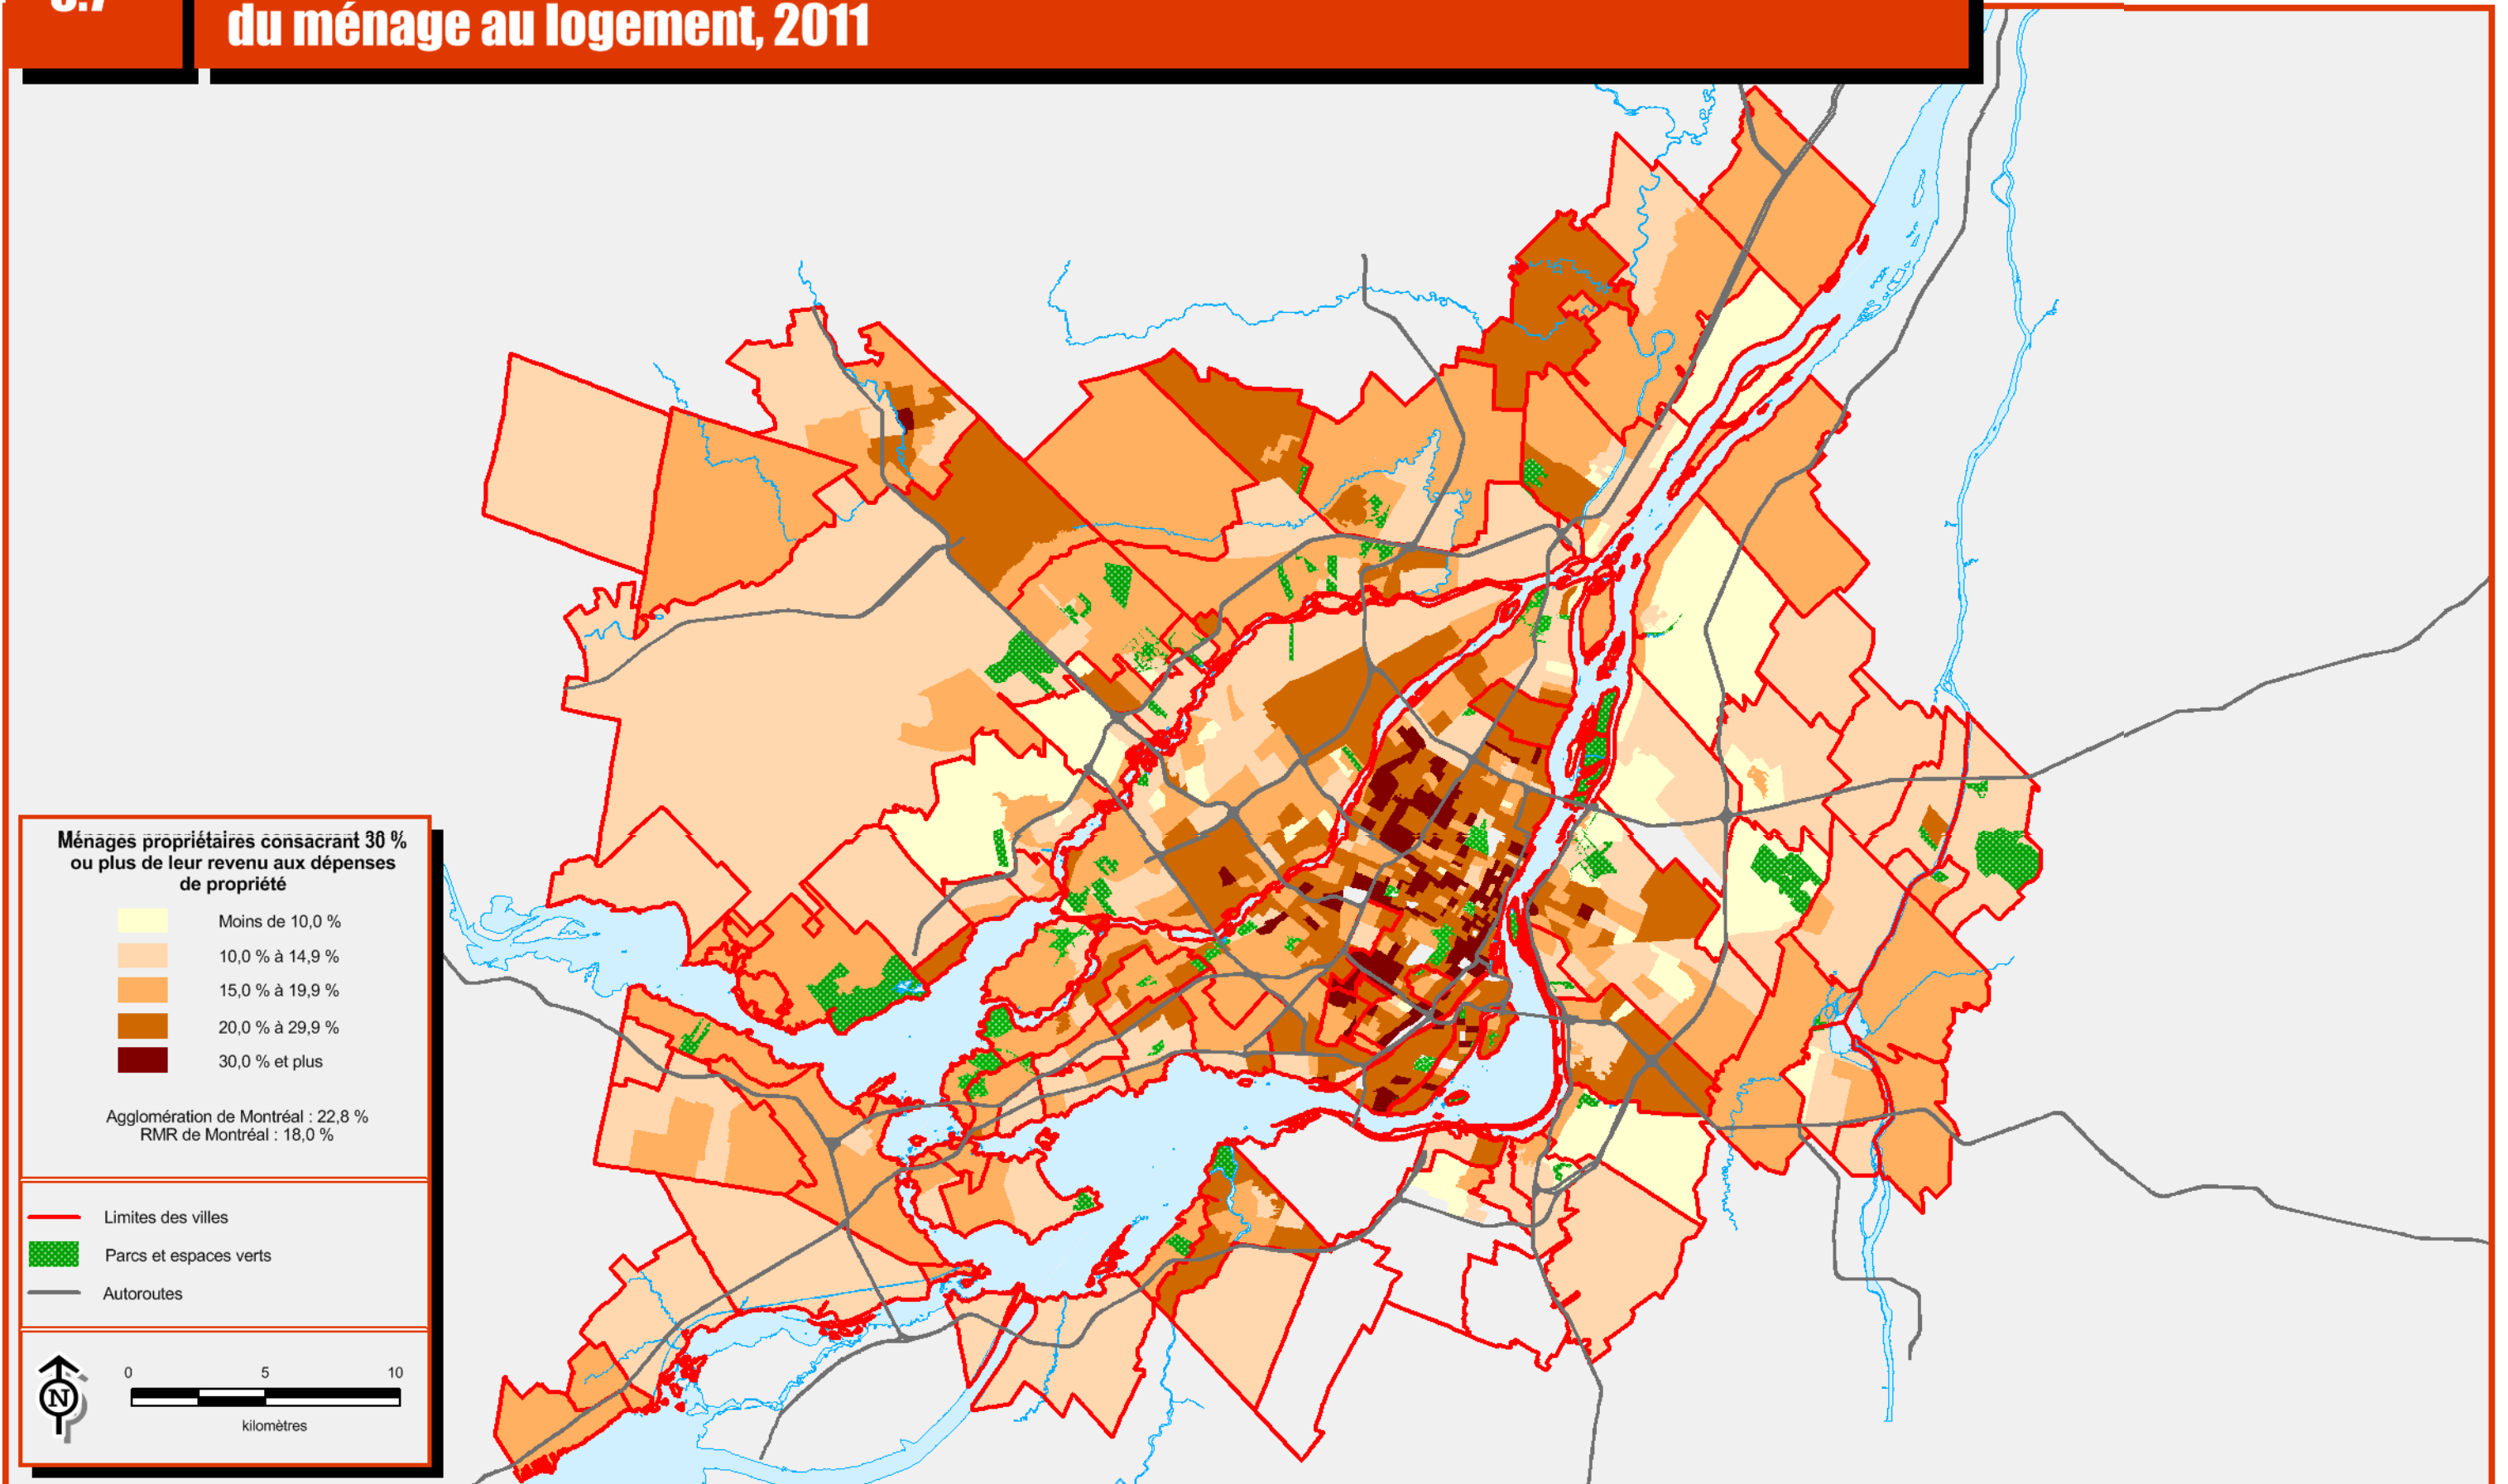 du ménage au logement, 2011
Ménages propriétaires consacrant 30 %
ou plus de leur revenu aux dépenses
de propriété
Moins de 10,0 %
10,0 % à 14,9 %
15,0 % à 19,9 %
20,0 % à 29,9 %
30,0 % et plus
Agglomération de Montréal : 22,8 %
RMR de Montréal : 18,0 %
Limites des villes
Parcs et espaces verts
Autoroutes
N
0 5 10
kilomètres